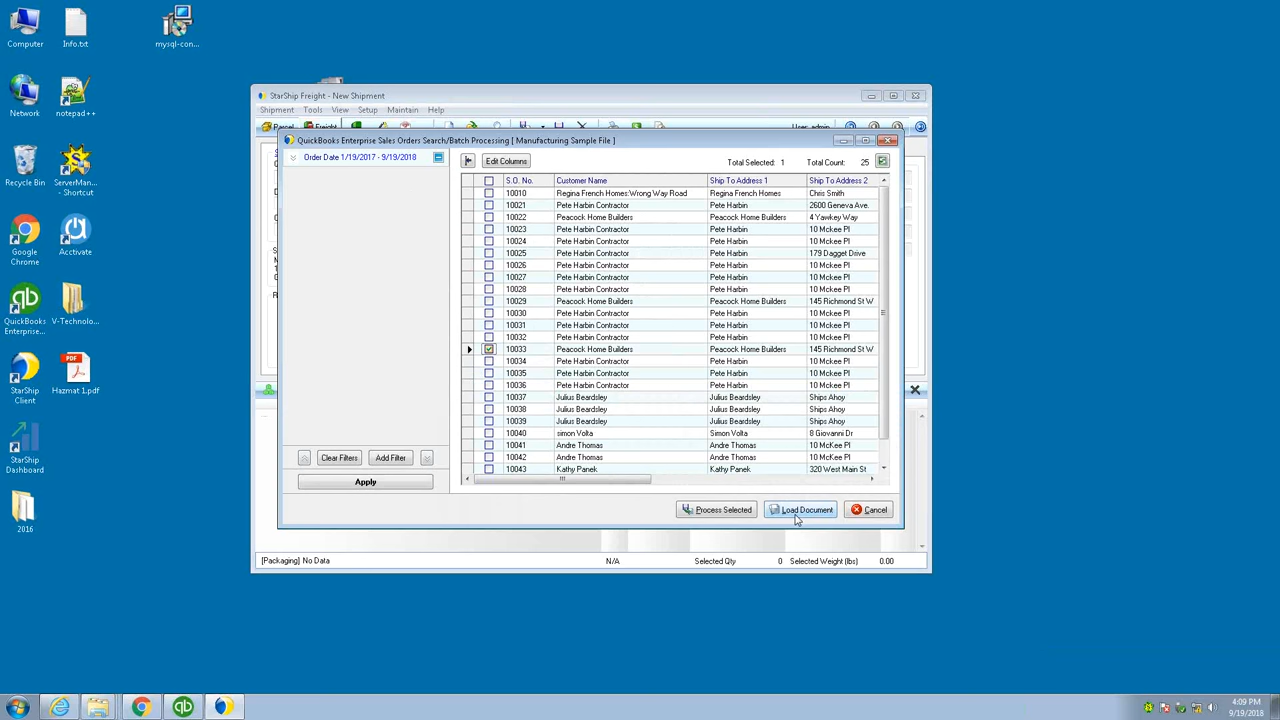 Computer
Info.txt
mysql-con...
Network
notepad++
Recycle Bin
ServerMan...
- Shortcut
Google
Chrome
Acctivate
QuickBooks
Enterprise...
V-Technolo...
StarShip
Client
Hazmat 1.pdf
StarShip
Dashboard
2016
StarShip Freight - New Shipment
Shipment Tools View Setup Maintain Help
Parcel Freight User: admin
QuickBooks Enterprise Sales Orders Search/Batch Processing [ Manufacturing Sample File ]
Order Date 1/19/2017 - 9/19/2018
Edit Columns Total Selected: 1 Total Count: 25
S.O. No. Customer Name Ship To Address 1 Ship To Address 2
10010 Regina French Homes:Wrong Way Road Regina French Homes Chris Smith
10021 Pete Harbin Contractor Pete Harbin 2600 Geneva Ave.
10022 Peacock Home Builders Peacock Home Builders 4 Yawkey Way
10023 Pete Harbin Contractor Pete Harbin 10 Mckee Pl
10024 Pete Harbin Contractor Pete Harbin 10 Mckee Pl
10025 Pete Harbin Contractor Pete Harbin 179 Dagget Drive
10026 Pete Harbin Contractor Pete Harbin 10 Mckee Pl
10027 Pete Harbin Contractor Pete Harbin 10 Mckee Pl
10028 Pete Harbin Contractor Pete Harbin 10 Mckee Pl
10029 Peacock Home Builders Peacock Home Builders 145 Richmond St W
10030 Pete Harbin Contractor Pete Harbin 10 Mckee Pl
10031 Pete Harbin Contractor Pete Harbin 10 Mckee Pl
10032 Pete Harbin Contractor Pete Harbin 10 Mckee Pl
10033 Peacock Home Builders Peacock Home Builders 145 Richmond St W
10034 Pete Harbin Contractor Pete Harbin 10 Mckee Pl
10035 Pete Harbin Contractor Pete Harbin 10 Mckee Pl
10036 Pete Harbin Contractor Pete Harbin 10 Mckee Pl
10037 Julius Beardsley Julius Beardsley Ships Ahoy
10038 Julius Beardsley Julius Beardsley Ships Ahoy
10039 Julius Beardsley Julius Beardsley Ships Ahoy
10040 simon Volta Simon Volta 8 Giovanni Dr
10041 Andre Thomas Andre Thomas 10 McKee Pl
10042 Andre Thomas Andre Thomas 10 McKee Pl
10043 Kathy Panek Kathy Panek 320 West Main St
Clear Filters Add Filter
Apply
Process Selected Load Document Cancel
[Packaging] No Data N/A Selected Qty 0 Selected Weight (lbs) 0.00
4:09 PM
9/19/2018